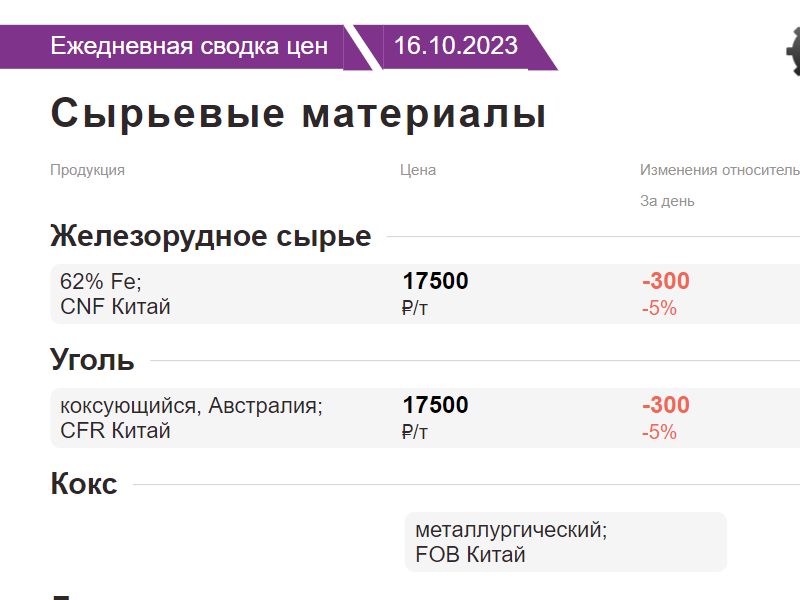 Ежедневная сводка цен 16.10.2023
Сырьевые материалы
Продукция Цена Изменения относитель
За день
Железорудное сырье
62% Fe; 17500 -300
CNF Китай ₽/т -5%
Уголь
коксующийся, Австралия; 17500 -300
CFR Китай ₽/т -5%
Кокс
металлургический;
FOB Китай